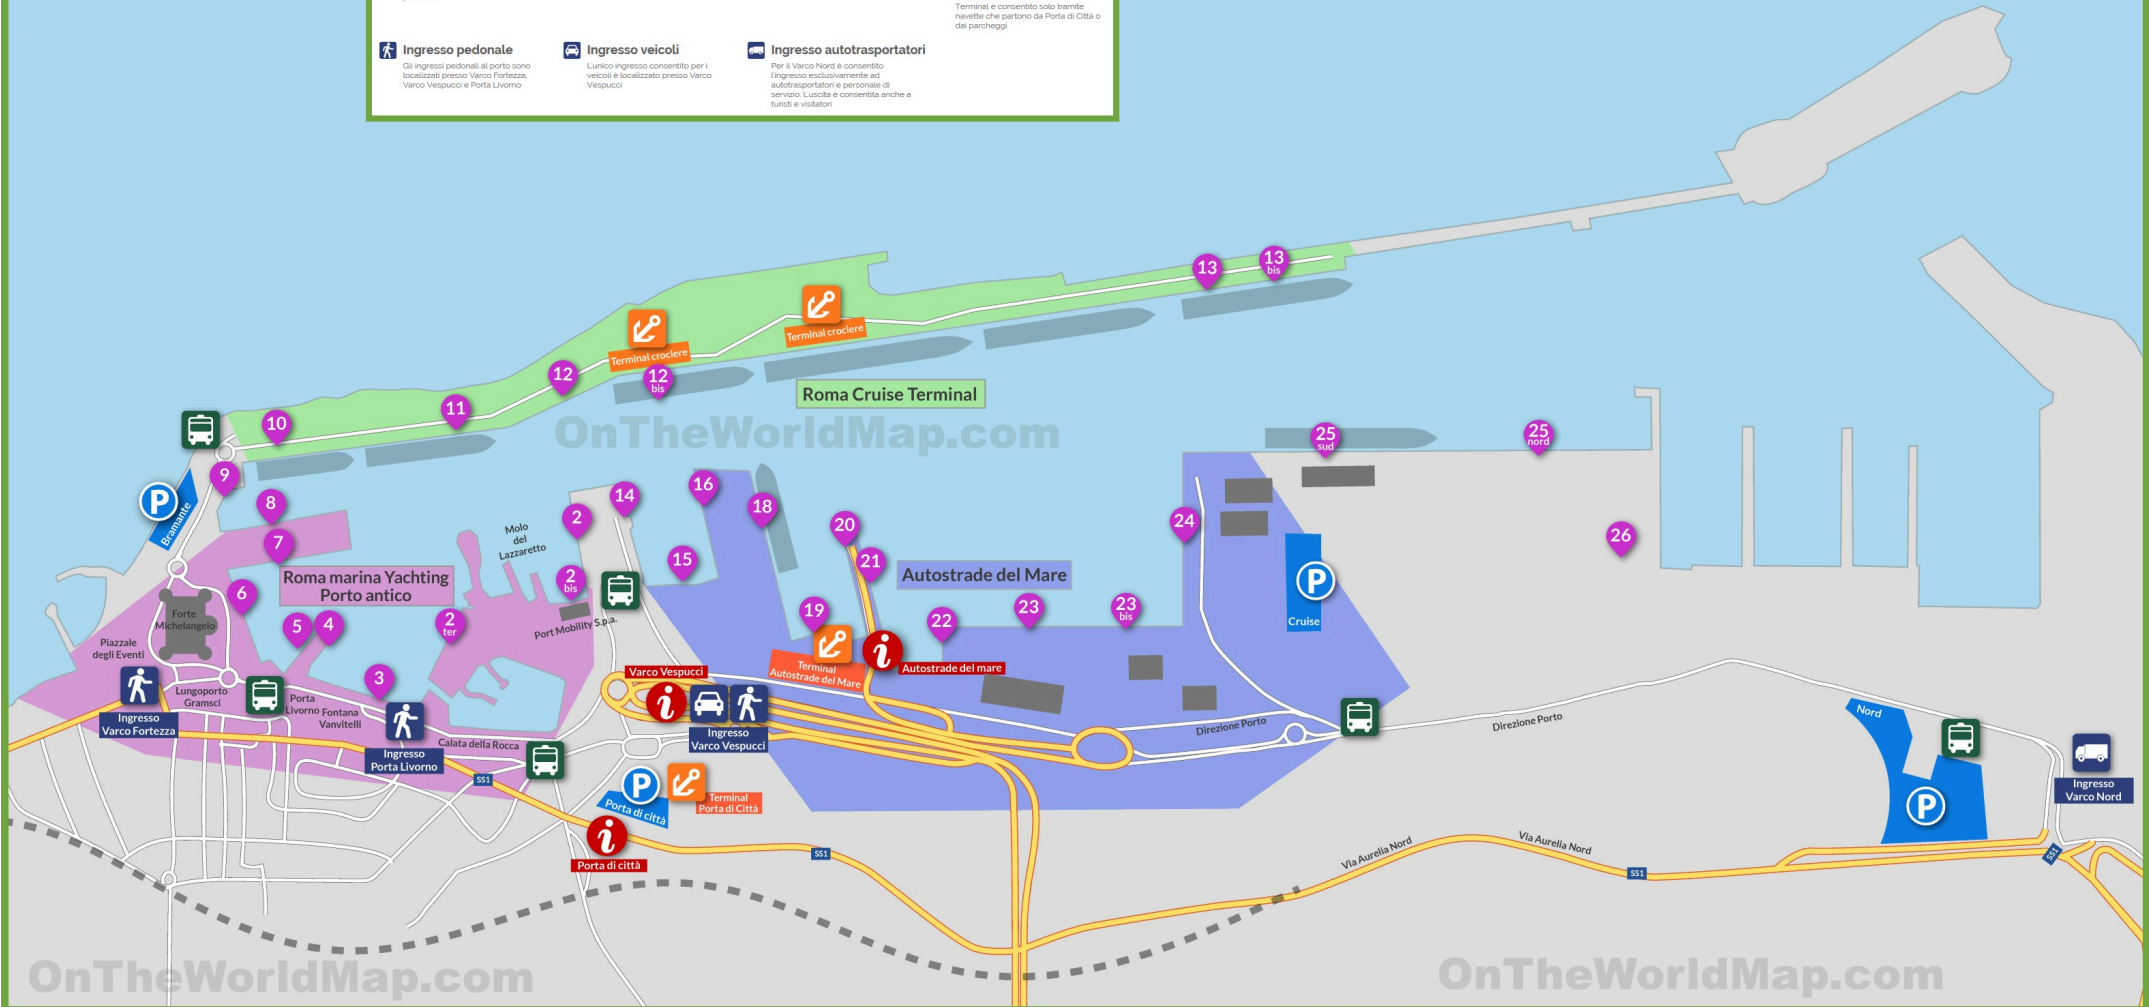 Terminal è consentito solo tramite
navette che partono da Porta di Città o
dai parcheggi
Ingresso pedonale
Gli ingressi pedonali al porto sono
localizzati presso Varco Fortezza,
Varco Vespucci e Porta Livorno
Ingresso veicoli
L'unico ingresso consentito per i
veicoli è localizzato presso Varco
Vespucci
Ingresso autotrasportatori
Per il Varco Nord è consentito
l'ingresso esclusivamente ad
autotrasportatori e personale di
servizio. L'uscita è consentita anche a
turisti e visitatori
13
13
bis
Terminal crociere
Terminal crociere
12
12
bis
Roma Cruise Terminal
11
10
OnTheWorldMap.com
25
sud
25
nord
9
P
Bramante
8
7
16
14
18
2
Molo
del
Lazzaretto
20
24
26
15
21
Autostrade del Mare
Roma marina Yachting
Porto antico
2
bis
P
Cruise
6
5
4
2
ter
19
22
23
23
bis
Forte
Michelangelo
Port Mobility S.p.a.
Piazzale
degli Eventi
Terminal
Autostrade del Mare
i
Autostrade del mare
Varco Vespucci
i
3
Lungoporto
Gramsci
Porta
Livorno
Fontana
Vanvitelli
Ingresso
Varco Fortezza
Ingresso
Porta Livorno
Calata della Rocca
Ingresso
Varco Vespucci
Direzione Porto
Direzione Porto
Nord
P
Ingresso
Varco Nord
SS1
P
Porta di città
Terminal
Porta di Città
i
Porta di città
SS1
Via Aurelia Nord
Via Aurelia Nord
SS1
SS1
OnTheWorldMap.com
OnTheWorldMap.com